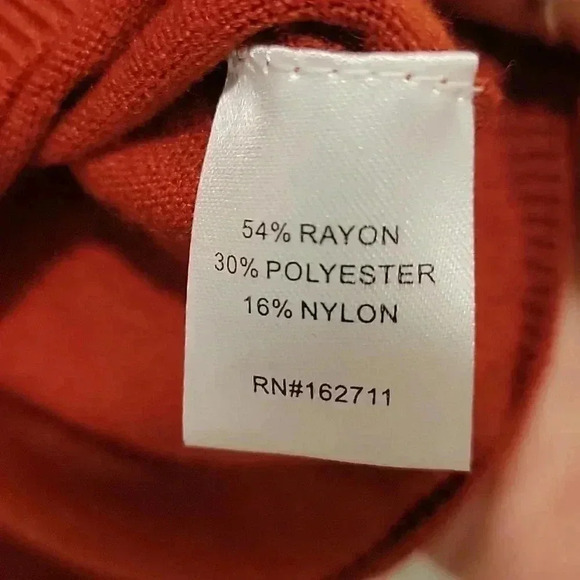 54% RAYON
30% POLYESTER
16% NYLON
RN#162711